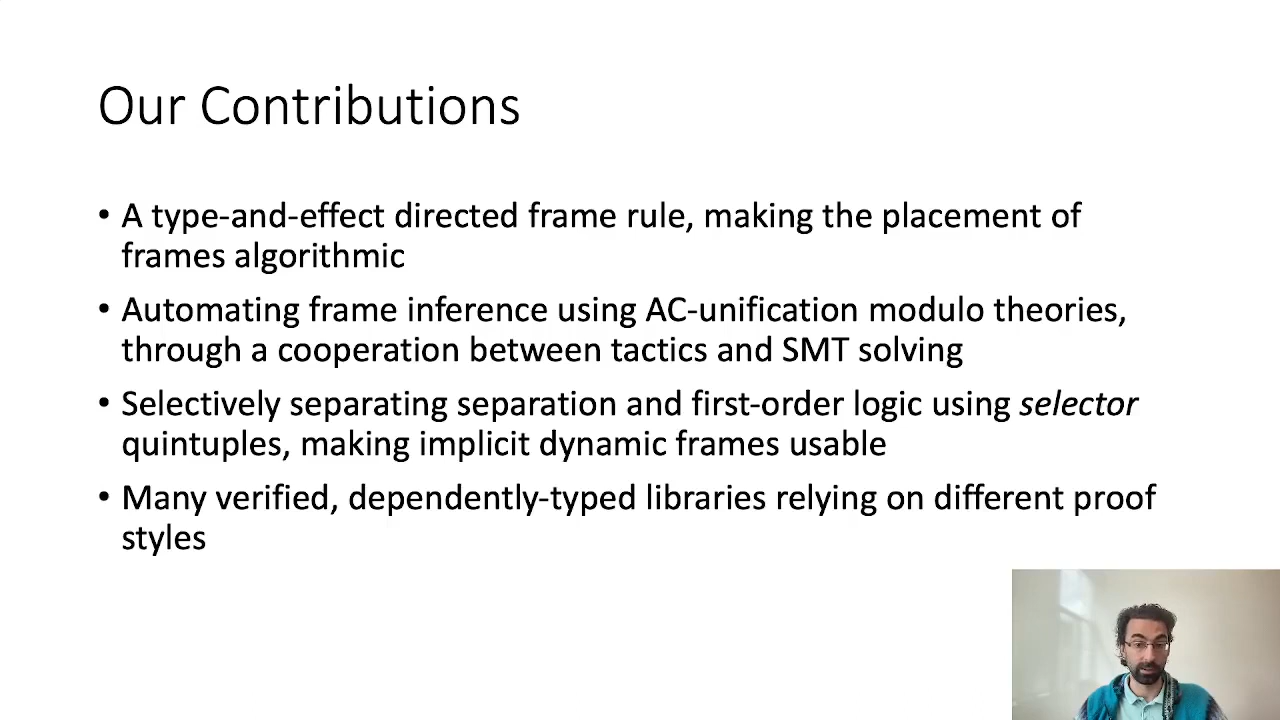 Our Contributions
• A type-and-effect directed frame rule, making the placement of
frames algorithmic
• Automating frame inference using AC-unification modulo theories,
through a cooperation between tactics and SMT solving
• Selectively separating separation and first-order logic using selector
quintuples, making implicit dynamic frames usable
• Many verified, dependently-typed libraries relying on different proof
styles